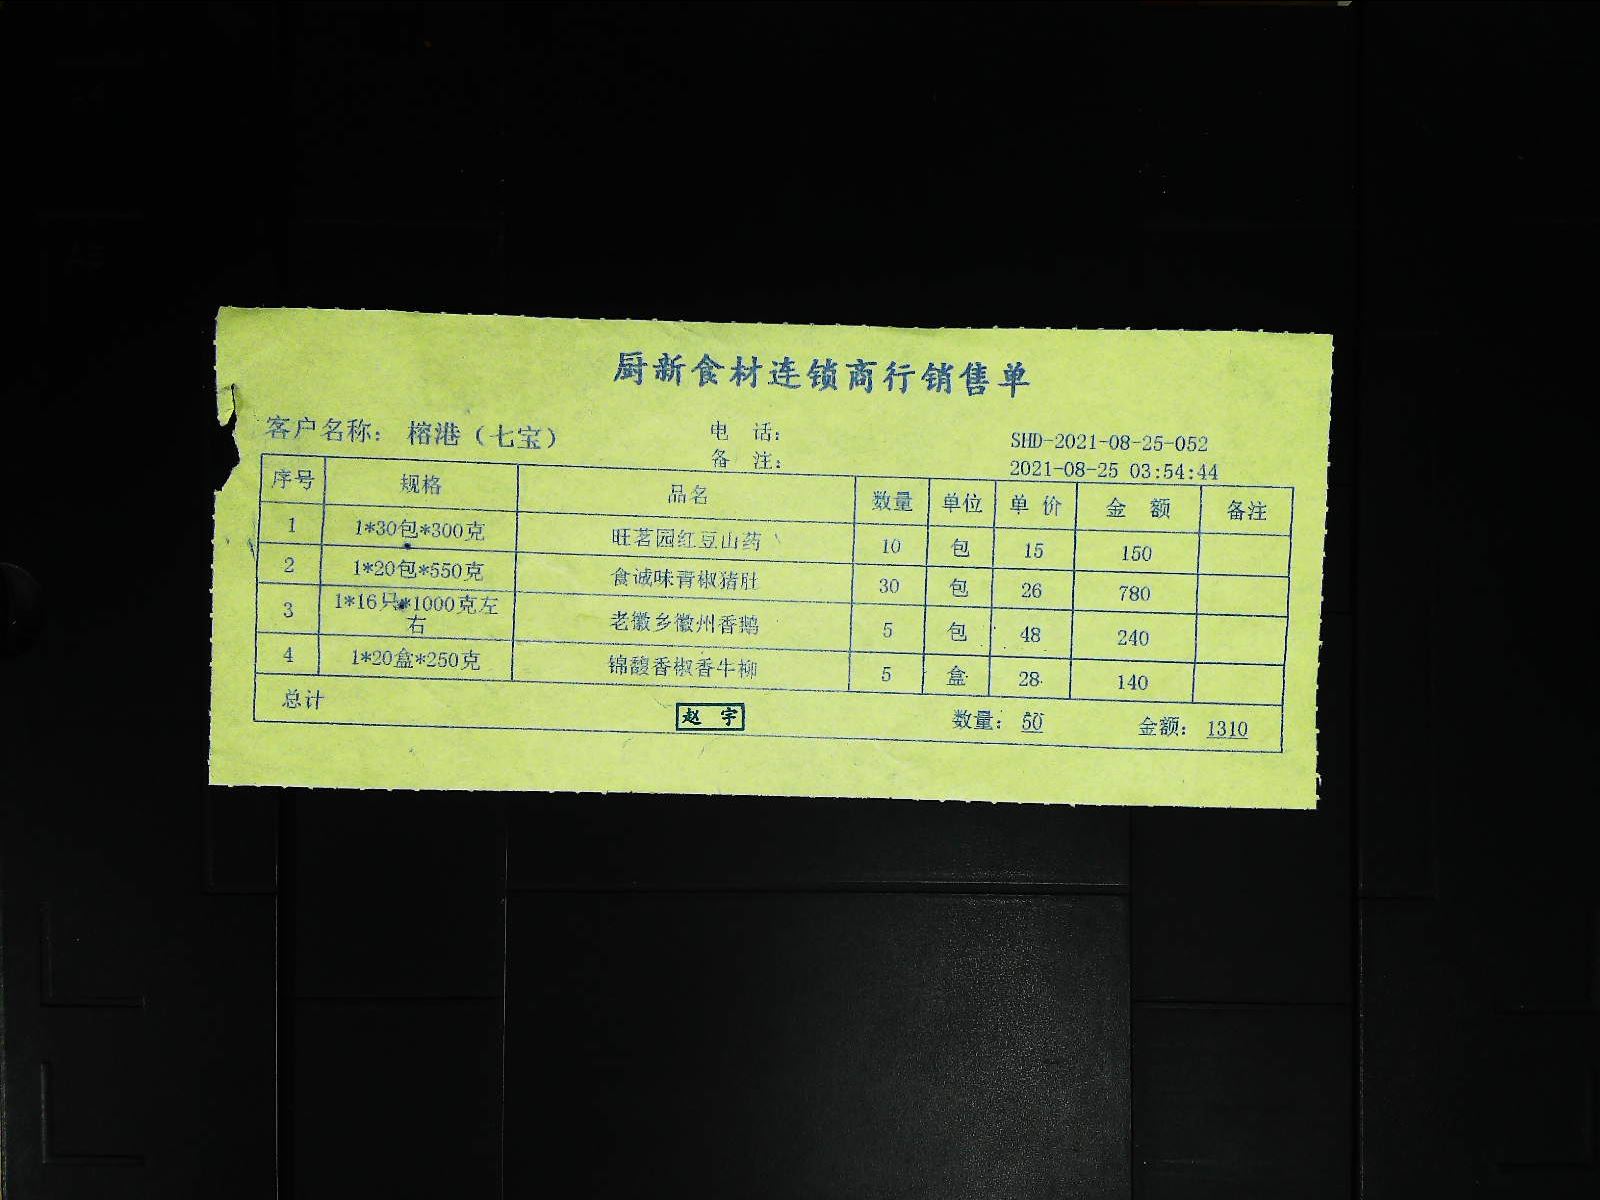 厨新食材连锁商行销售单
客户名称： 榕港（七宝） 电 话： SHD-2021-08-25-052
备 注： 2021-08-25 03:54:44
序号 规格 品名 数量 单位 单 价 金 额 备注
1 1*30包*300克 旺茗园红豆山药 10 包 15 150
2 1*20包*550克 食诚味青椒猪肚 30 包 26 780
3 1*16只*1000克左右 老徽乡徽州香鹅 5 包 48 240
4 1*20盒*250克 锦馥香椒香牛柳 5 盒 28 140
总计 赵 宇 数量： 50 金额： 1310